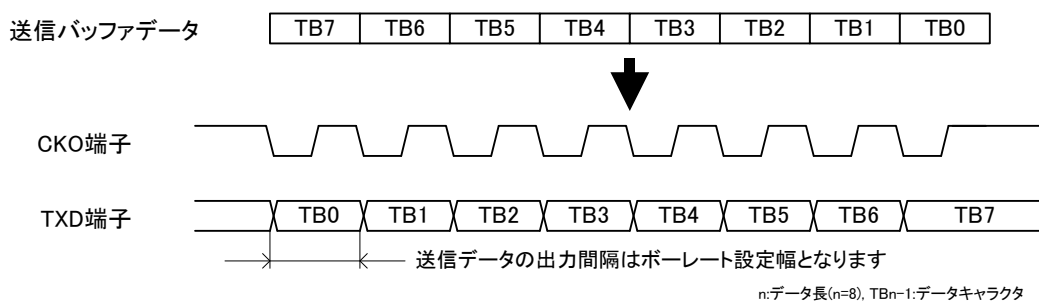 送信バッファデータ TB7 TB6 TB5 TB4 TB3 TB2 TB1 TB0
CKO端子
TXD端子 TB0 TB1 TB2 TB3 TB4 TB5 TB6 TB7
送信データの出力間隔はボーレート設定幅となります
n:データ長(n=8), TBn-1:データキャラクタ